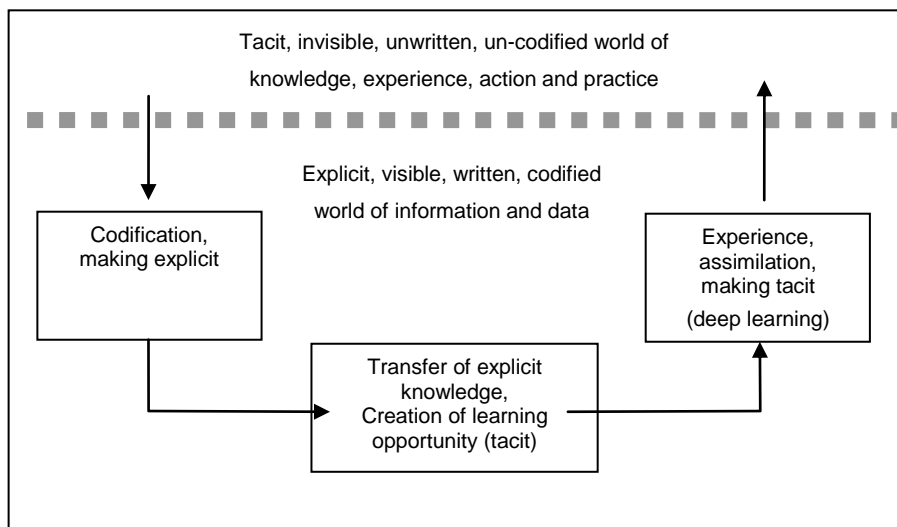 Tacit, invisible, unwritten, un-codified world of
knowledge, experience, action and practice
Explicit, visible, written, codified
world of information and data
Codification,
making explicit
Experience,
assimilation,
making tacit
(deep learning)
Transfer of explicit
knowledge,
Creation of learning
opportunity (tacit)